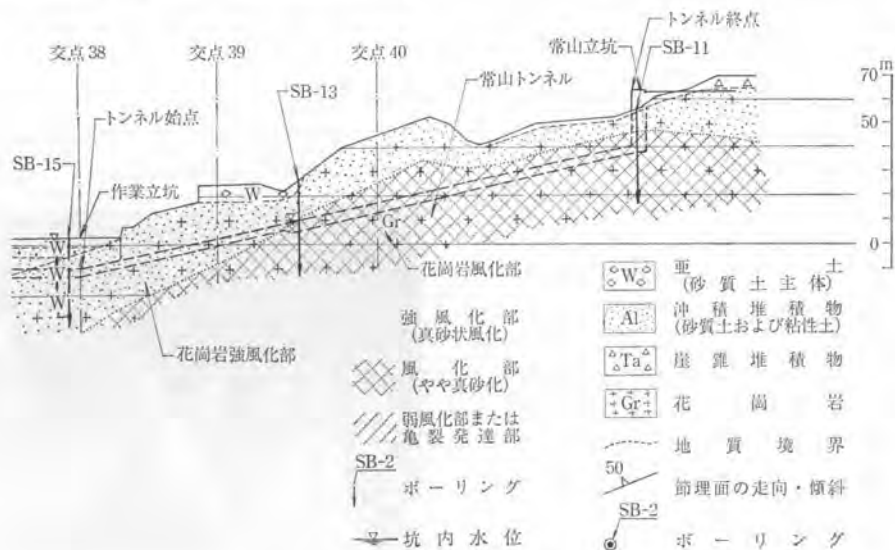 交点38
交点39
交点40
トンネル終点
常山立坑
SB-11
常山トンネル
SB-13
トンネル始点
SB-15
作業立坑
70 m
50
0
W
W
W
Gr
花崗岩風化部
花崗岩強風化部
強風化部
(真砂状風化)
風化部
(やや真砂化)
弱風化部または
亀裂発達部
SB-2
ボーリング
坑内水位
W 亜土
(砂質土主体)
Al 沖積堆積物
(砂質土および粘性土)
Ta 崖錐堆積物
Gr 花崗岩
地質境界
50 節理面の走向・傾斜
SB-2
ボーリング